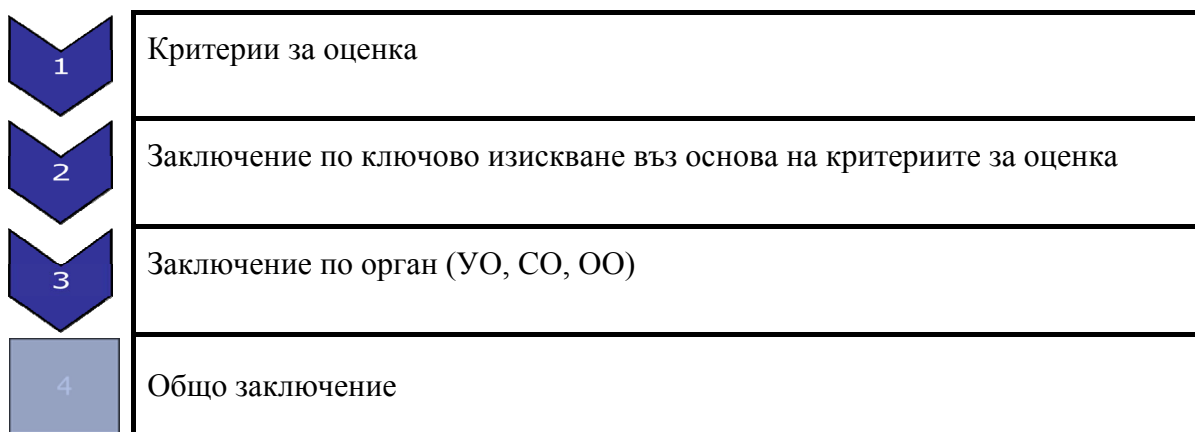 1
Критерии за оценка
2
Заключение по ключово изискване въз основа на критериите за оценка
3
Заключение по орган (УО, СО, ОО)
4
Общо заключение